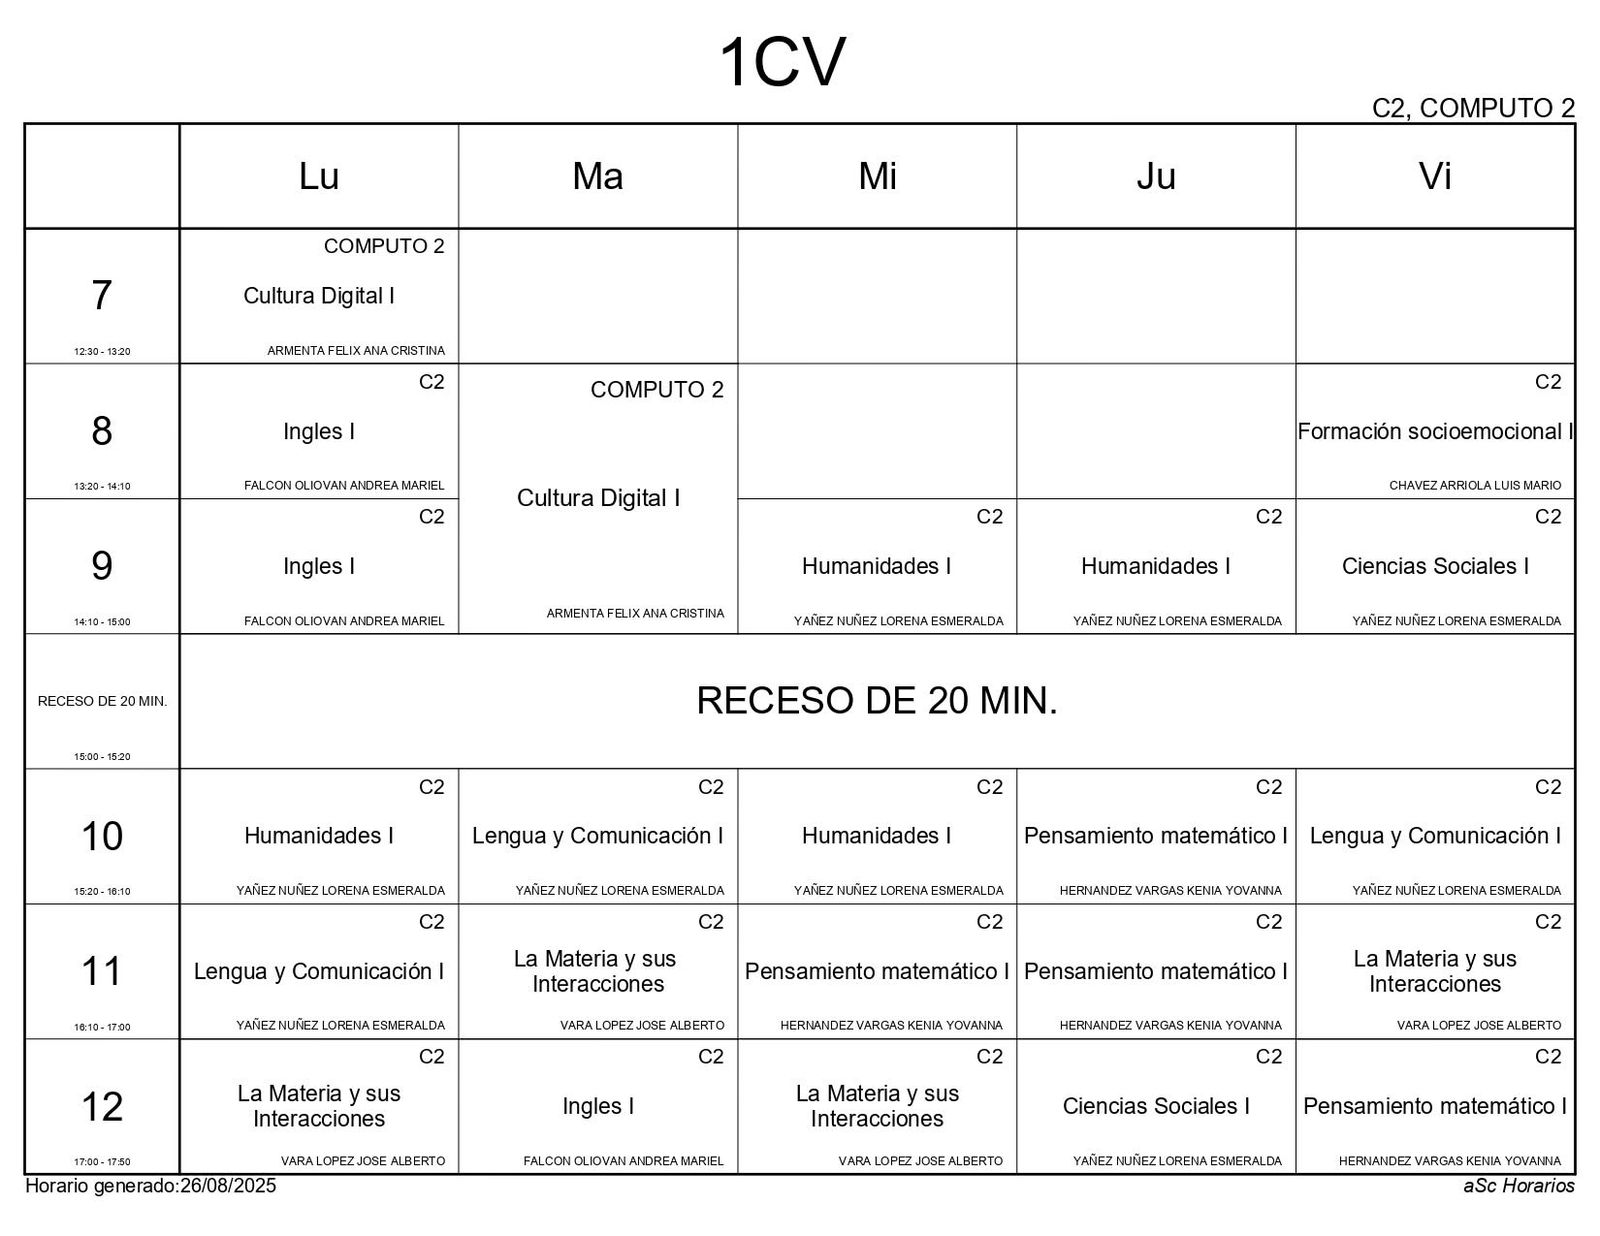 1CV
C2, COMPUTO 2
Lu Ma Mi Ju Vi
7
12:30 - 13:20
COMPUTO 2
Cultura Digital I
ARMENTA FELIX ANA CRISTINA
8
13:20 - 14:10
C2
Ingles I
FALCON OLIOVAN ANDREA MARIEL
COMPUTO 2
Cultura Digital I
ARMENTA FELIX ANA CRISTINA
C2
Formación socioemocional I
CHAVEZ ARRIOLA LUIS MARIO
9
14:10 - 15:00
C2
Ingles I
FALCON OLIOVAN ANDREA MARIEL
C2
Humanidades I
YAÑEZ NUÑEZ LORENA ESMERALDA
C2
Humanidades I
YAÑEZ NUÑEZ LORENA ESMERALDA
C2
Ciencias Sociales I
YAÑEZ NUÑEZ LORENA ESMERALDA
RECESO DE 20 MIN.
15:00 - 15:20
RECESO DE 20 MIN.
10
15:20 - 16:10
C2
Humanidades I
YAÑEZ NUÑEZ LORENA ESMERALDA
C2
Lengua y Comunicación I
YAÑEZ NUÑEZ LORENA ESMERALDA
C2
Humanidades I
YAÑEZ NUÑEZ LORENA ESMERALDA
C2
Pensamiento matemático I
HERNANDEZ VARGAS KENIA YOVANNA
C2
Lengua y Comunicación I
YAÑEZ NUÑEZ LORENA ESMERALDA
11
16:10 - 17:00
C2
Lengua y Comunicación I
YAÑEZ NUÑEZ LORENA ESMERALDA
C2
La Materia y sus
Interacciones
VARA LOPEZ JOSE ALBERTO
C2
Pensamiento matemático I
HERNANDEZ VARGAS KENIA YOVANNA
C2
Pensamiento matemático I
HERNANDEZ VARGAS KENIA YOVANNA
C2
La Materia y sus
Interacciones
VARA LOPEZ JOSE ALBERTO
12
17:00 - 17:50
C2
La Materia y sus
Interacciones
VARA LOPEZ JOSE ALBERTO
C2
Ingles I
FALCON OLIOVAN ANDREA MARIEL
C2
La Materia y sus
Interacciones
VARA LOPEZ JOSE ALBERTO
C2
Ciencias Sociales I
YAÑEZ NUÑEZ LORENA ESMERALDA
C2
Pensamiento matemático I
HERNANDEZ VARGAS KENIA YOVANNA
Horario generado:26/08/2025
aSc Horarios